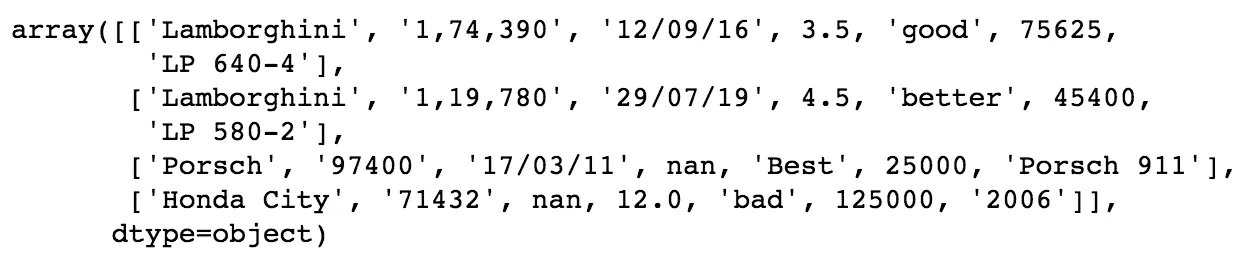 array([['Lamborghini', '1,74,390', '12/09/16', 3.5, 'good', 75625,
'LP 640-4'],
['Lamborghini', '1,19,780', '29/07/19', 4.5, 'better', 45400,
'LP 580-2'],
['Porsch', '97400', '17/03/11', nan, 'Best', 25000, 'Porsch 911'],
['Honda City', '71432', nan, 12.0, 'bad', 125000, '2006']],
dtype=object)